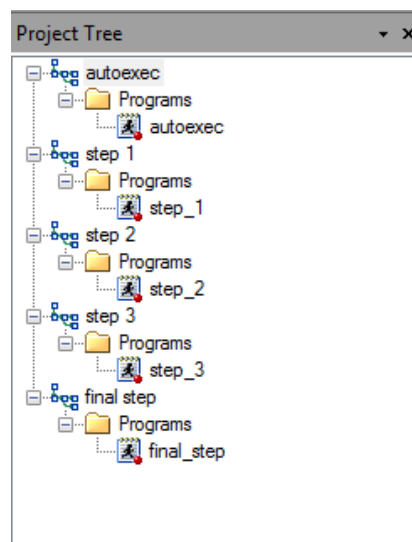 Project Tree
autoexec
Programs
autoexec
step 1
Programs
step_1
step 2
Programs
step_2
step 3
Programs
step_3
final step
Programs
final_step